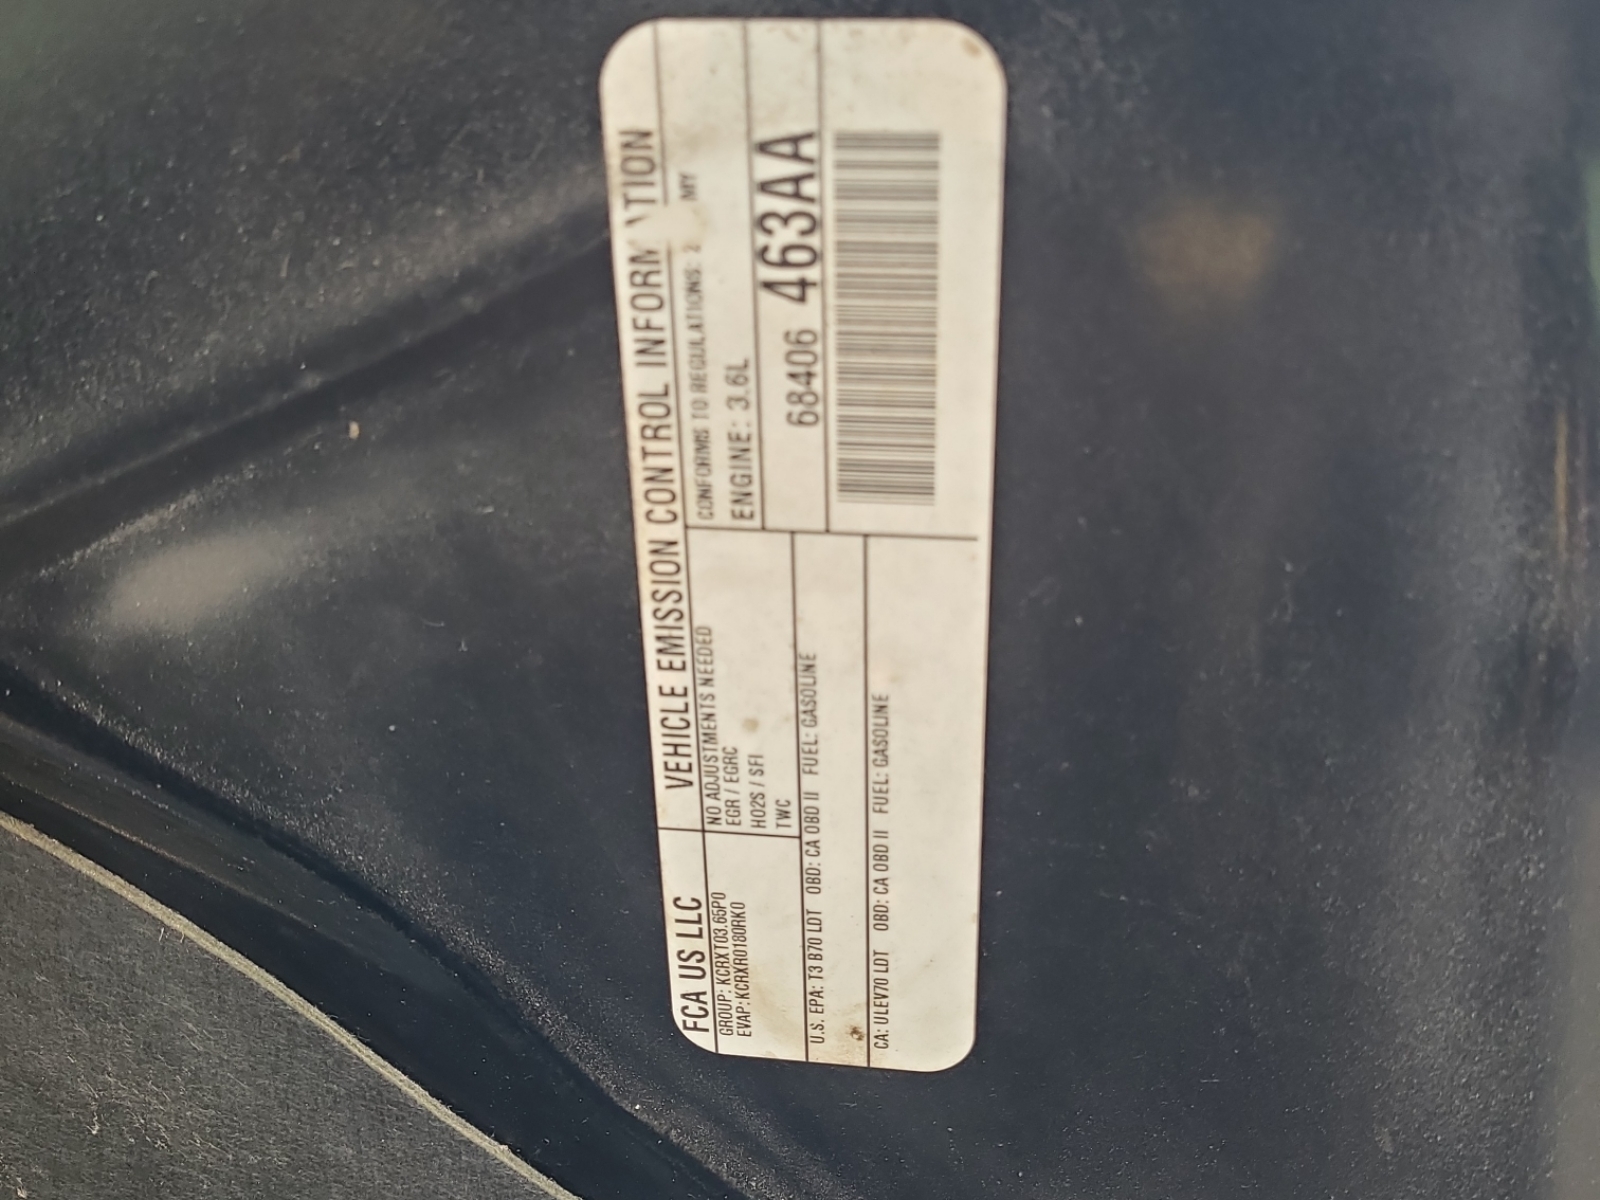 FCA US LLC
VEHICLE EMISSION CONTROL INFORM TION
GROUP: KCRXT03.65P0
EVAP: KCRXR0180RK0
NO ADJUSTMENTS NEEDED
EGR / EGRC
HO2S / SFI
TWC
CONFORMS TO REGULATIONS: 2 MY
ENGINE: 3.6L
68406 463AA
U.S. EPA: T3 B70 LDT OBD: CA OBD II FUEL: GASOLINE
CA: ULEV70 LDT OBD: CA OBD II FUEL: GASOLINE